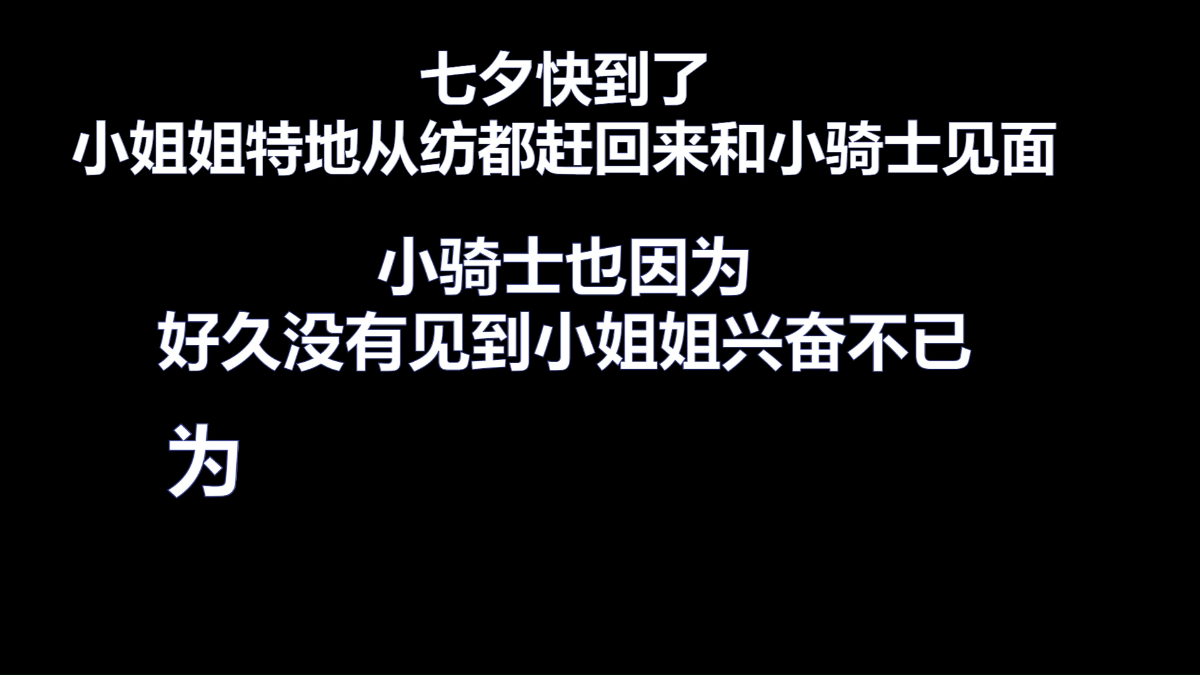 七夕快到了
小姐姐特地从纺都赶回来和小骑士见面
小骑士也因为
好久没有见到小姐姐兴奋不已
为